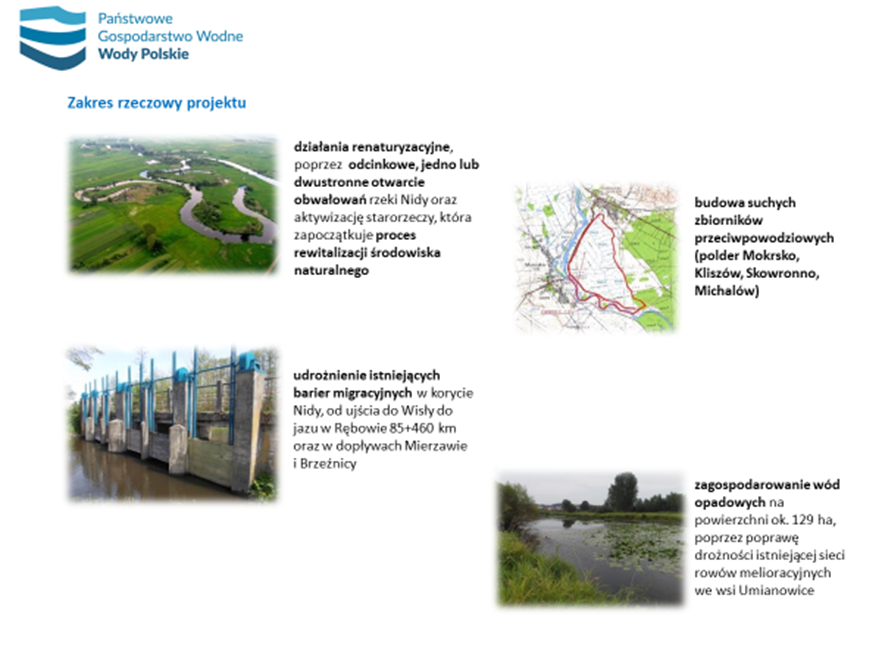 Państwowe
Gospodarstwo Wodne
Wody Polskie
Zakres rzeczowy projektu
działania renaturyzacyjne,
poprzez odcinkowe, jedno lub
dwustronne otwarcie
obwałowań rzeki Nidy oraz
aktywizację starorzeczy, która
zapoczątkuje proces
rewitalizacji środowiska
naturalnego
budowa suchych
zbiorników
przeciwpowodziowych
(polder Mokrsko,
Kliszów, Skowronno,
Michalów)
udrożnienie istniejących
barier migracyjnych w korycie
Nidy, od ujścia do Wisły do
jazu w Rębowie 85+460 km
oraz w dopływach Mierzawie
i Brzeźnicy
zagospodarowanie wód
opadowych na
powierzchni ok. 129 ha,
poprzez poprawę
drożności istniejącej sieci
rowów melioracyjnych
we wsi Umianowice